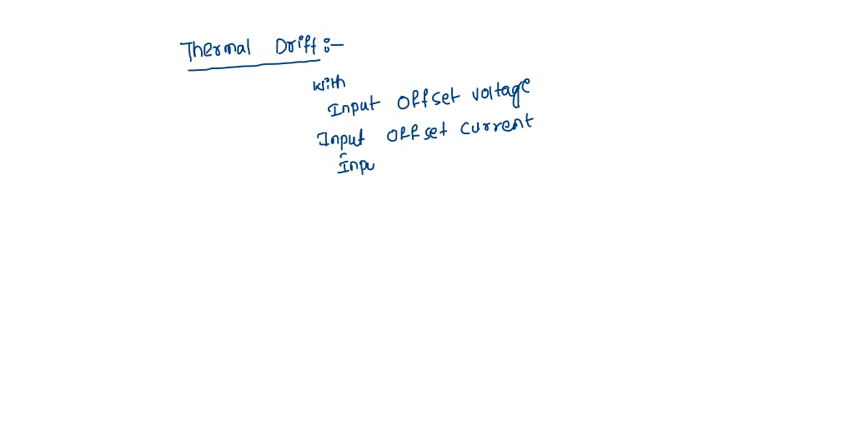 Thermal Drift:-
with
Input Offset Voltage
Input Offset Current
Inpu